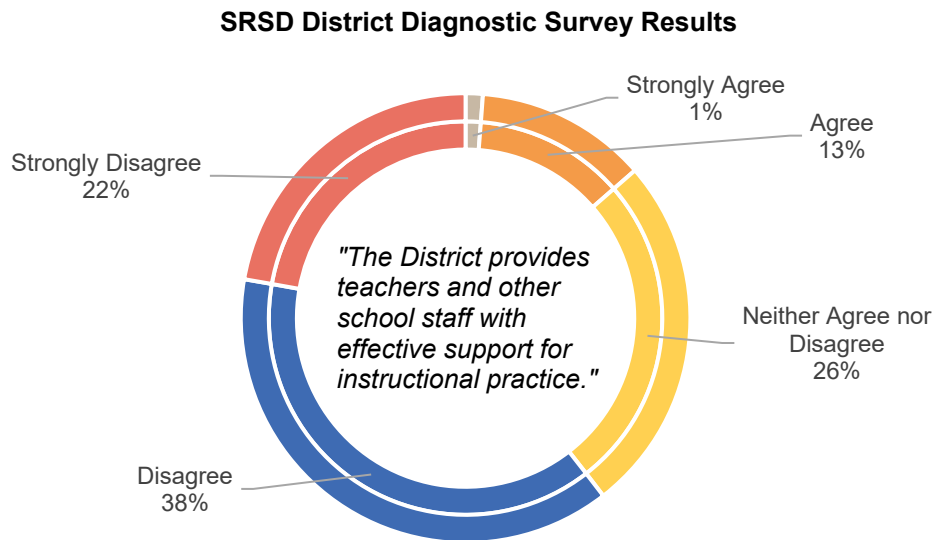 SRSD District Diagnostic Survey Results
Strongly Agree
1%
Agree
13%
Strongly Disagree
22%
"The District provides
teachers and other
school staff with
effective support for
instructional practice."
Neither Agree nor
Disagree
26%
Disagree
38%